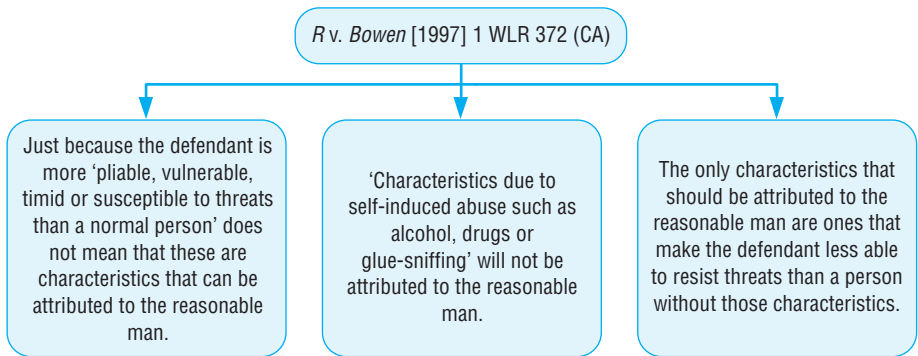 R v. Bowen [1997] 1 WLR 372 (CA)
Just because the defendant is
more ‘pliable, vulnerable,
timid or susceptible to threats
than a normal person’ does
not mean that these are
characteristics that can be
attributed to the reasonable
man.
‘Characteristics due to
self-induced abuse such as
alcohol, drugs or
glue-sniffing’ will not be
attributed to the reasonable
man.
The only characteristics that
should be attributed to the
reasonable man are ones that
make the defendant less able
to resist threats than a person
without those characteristics.